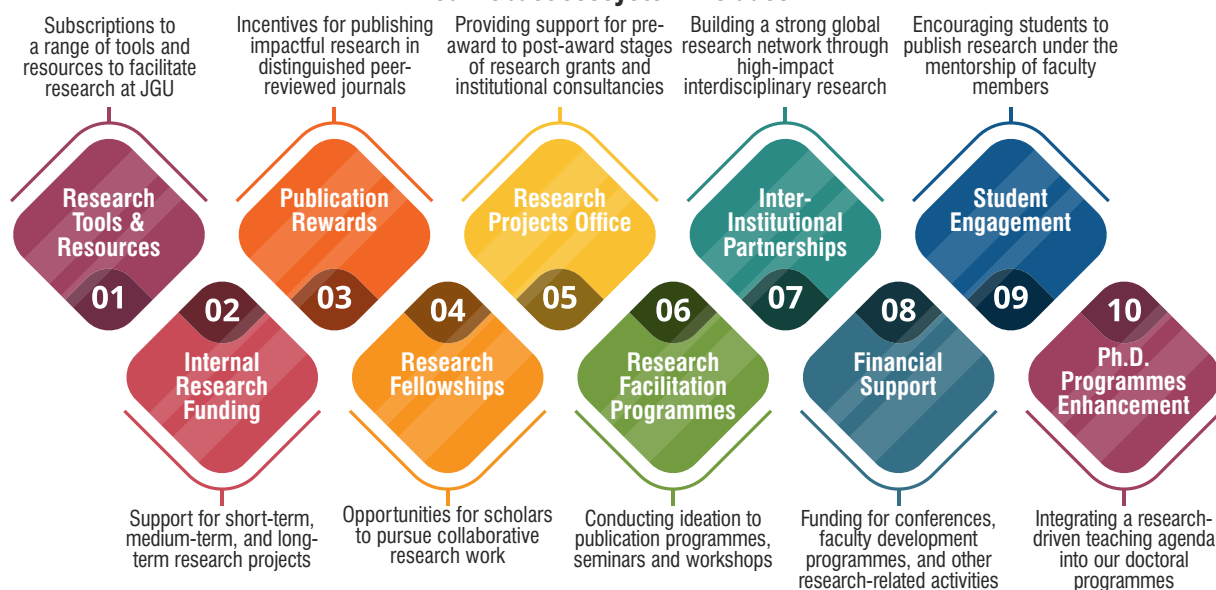 Subscriptions to
a range of tools and
resources to facilitate
research at JGU
Research
Tools &
Resources
01
02
Internal
Research
Funding
Support for short-term,
medium-term, and long-
term research projects
Incentives for publishing
impactful research in
distinguished peer-
reviewed journals
Publication
Rewards
03
04
Research
Fellowships
Opportunities for scholars
to pursue collaborative
research work
Providing support for pre-
award to post-award stages
of research grants and
institutional consultancies
Research
Projects Office
05
06
Research
Facilitation
Programmes
Conducting ideation to
publication programmes,
seminars and workshops
Building a strong global
research network through
high-impact
interdisciplinary research
Inter-
Institutional
Partnerships
07
08
Financial
Support
Funding for conferences,
faculty development
programmes, and other
research-related activities
Encouraging students to
publish research under the
mentorship of faculty
members
Student
Engagement
09
10
Ph.D.
Programmes
Enhancement
Integrating a research-
driven teaching agenda
into our doctoral
programmes